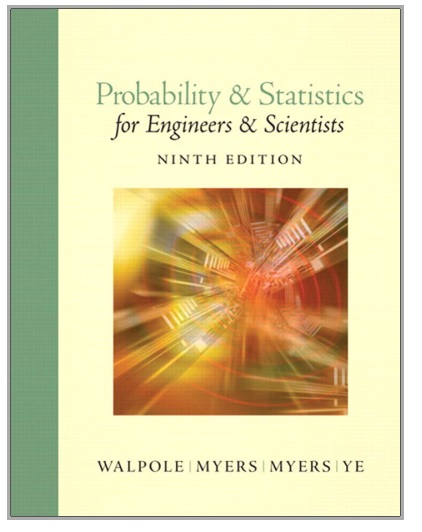 Probability & Statistics
for Engineers & Scientists
NINTH EDITION
WALPOLE | MYERS | MYERS | YE